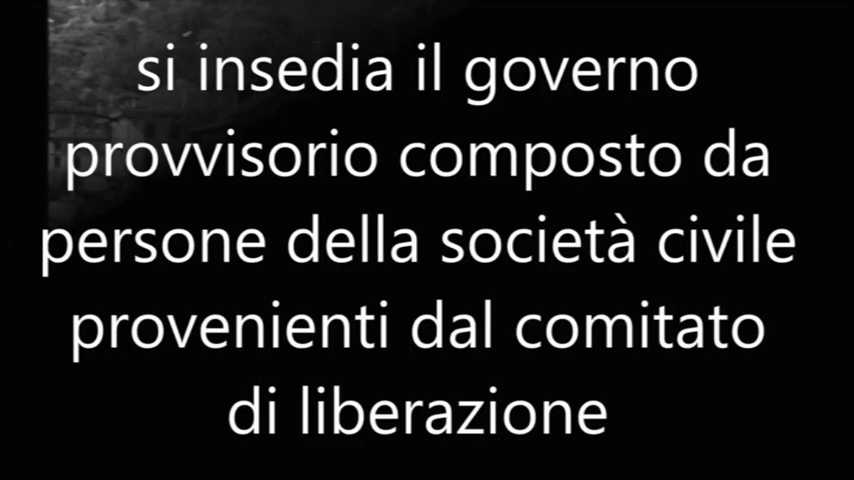 si insedia il governo
provvisorio composto da
persone della società civile
provenienti dal comitato
di liberazione